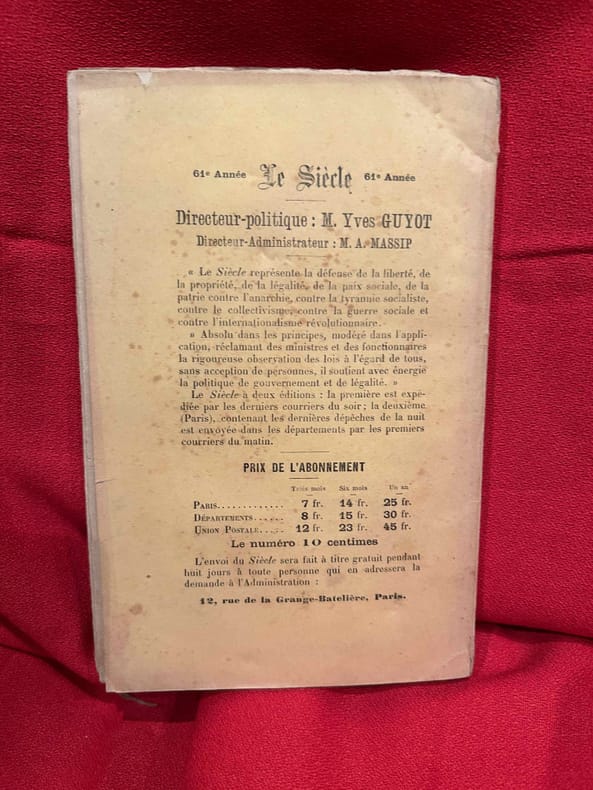 61e Année Le Siècle 61e Année
Directeur-politique : M. Yves GUYOT
Directeur-Administrateur : M. A. MASSIP
« Le Siècle représente la défense de la liberté, de
la propriété, de la légalité, de la paix sociale, de la
patrie contre l'anarchie, contre la tyrannie socialiste,
contre le collectivisme, contre la guerre sociale et
contre l'internationalisme révolutionnaire.
« Absolu dans les principes, modéré dans l'appli-
cation, réclamant des ministres et des fonctionnaires
la rigoureuse observation des lois à l'égard de tous,
sans acception de personnes, il soutient avec énergie
la politique de gouvernement et de légalité. »
Le Siècle a deux éditions : la première est expé-
diée par les derniers courriers du soir ; la deuxième
(Paris), contenant les dernières dépêches de la nuit
est envoyée dans les départements par les premiers
courriers du matin.
PRIX DE L'ABONNEMENT
Trois mois Six mois Un an
Paris............. 7 fr. 14 fr. 25 fr.
Départements...... 8 fr. 15 fr. 30 fr.
Union Postale..... 12 fr. 23 fr. 45 fr.
Le numéro 10 centimes
L'envoi du Siècle sera fait à titre gratuit pendant
huit jours à toute personne qui en adressera la
demande à l'Administration :
12, rue de la Grange-Batelière, Paris.